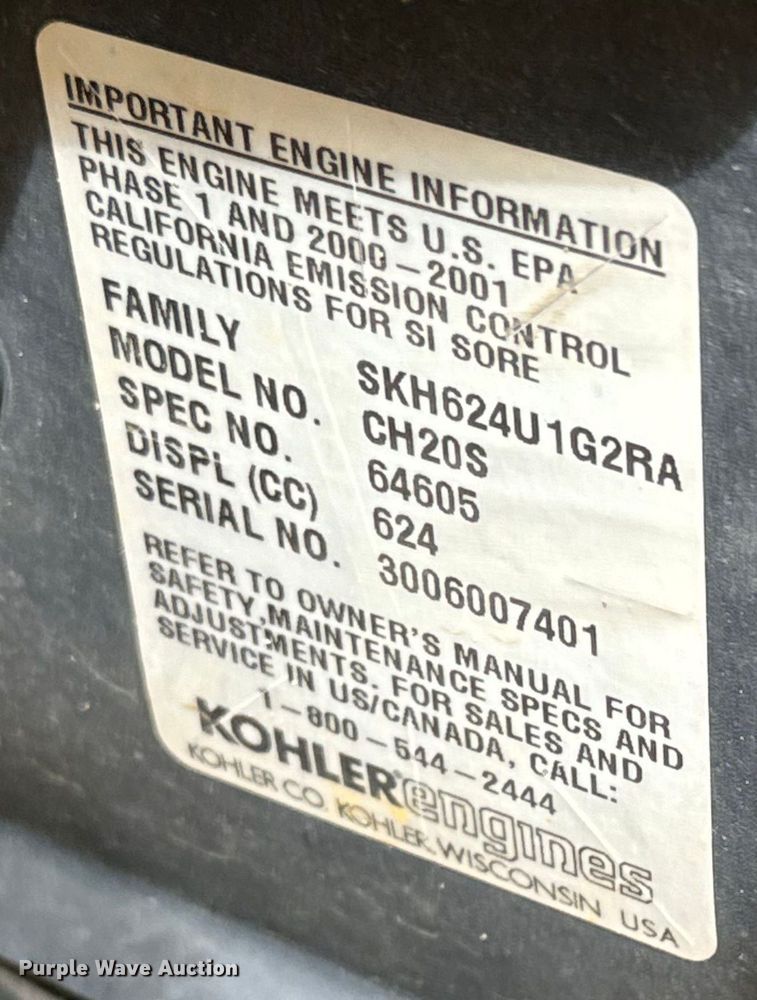 IMPORTANT ENGINE INFORMATION
THIS ENGINE MEETS U.S. EPA
PHASE 1 AND 2000-2001
CALIFORNIA EMISSION CONTROL
REGULATIONS FOR SI SORE
FAMILY SKH624U1G2RA
MODEL NO. CH20S
SPEC NO. 64605
DISPL (CC) 624
SERIAL NO. 3006007401
REFER TO OWNER'S MANUAL FOR
SAFETY,MAINTENANCE SPECS AND
ADJUSTMENTS. FOR SALES AND
SERVICE IN US/CANADA, CALL:
1-800-544-2444
KOHLER® engines
KOHLER CO. KOHLER, WISCONSIN USA
Purple Wave Auction